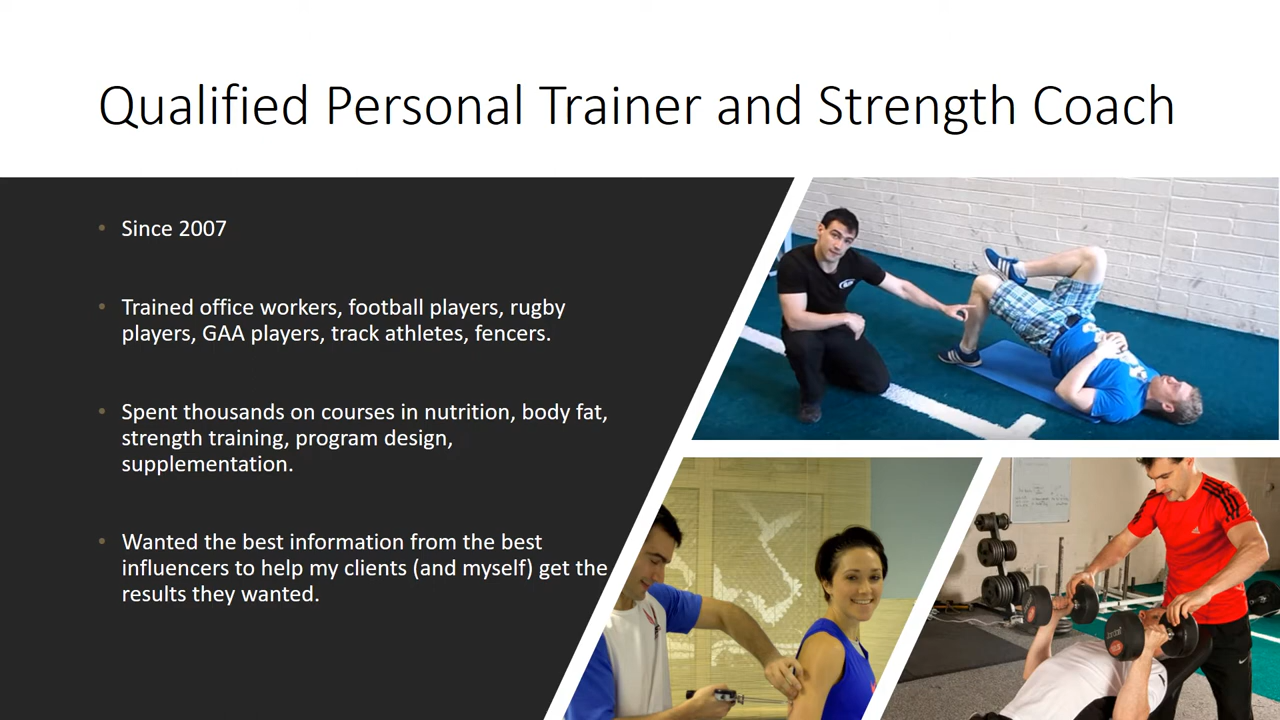 Qualified Personal Trainer and Strength Coach
• Since 2007
• Trained office workers, football players, rugby
players, GAA players, track athletes, fencers.
• Spent thousands on courses in nutrition, body fat,
strength training, program design,
supplementation.
• Wanted the best information from the best
influencers to help my clients (and myself) get the
results they wanted.